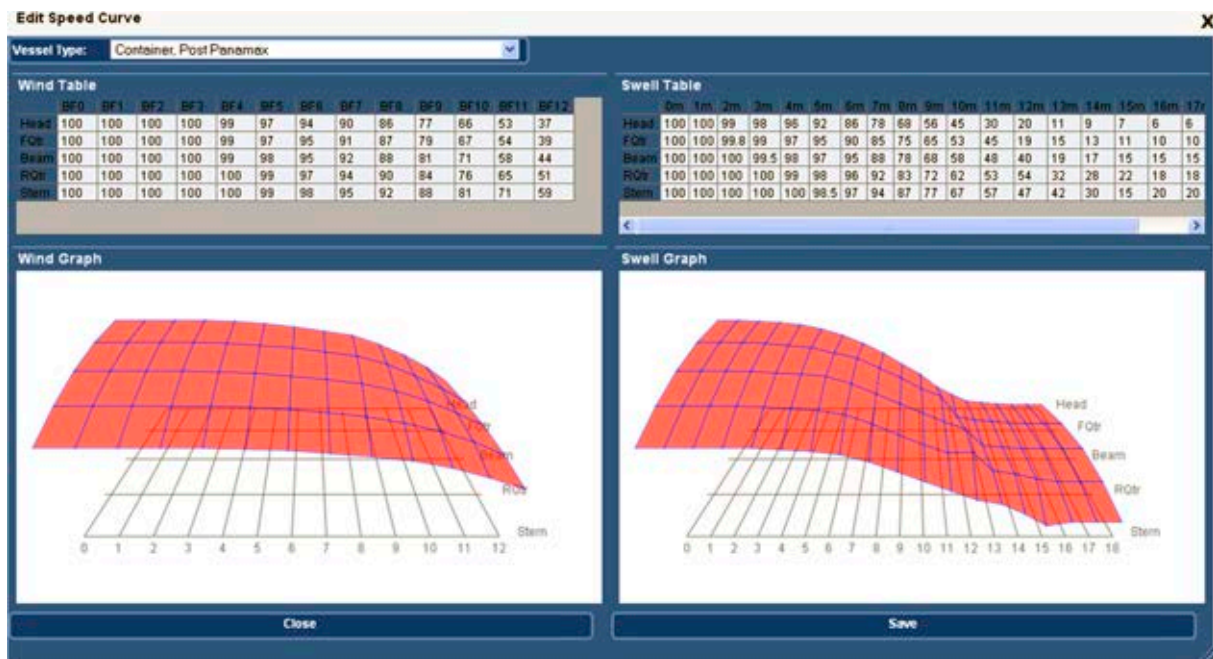 Edit Speed Curve X
Vessel Type: Container, Post Panamax
Wind Table
BF0 BF1 BF2 BF3 BF4 BF5 BF6 BF7 BF8 BF9 BF10 BF11 BF12
Head 100 100 100 100 99 97 94 90 86 77 66 53 37
FQtr 100 100 100 100 99 97 95 91 87 79 67 54 39
Beam 100 100 100 100 99 98 95 92 88 81 71 58 44
RQtr 100 100 100 100 100 99 97 94 90 84 76 65 51
Stern 100 100 100 100 100 99 98 95 92 88 81 71 59
Swell Table
0m 1m 2m 3m 4m 5m 6m 7m 8m 9m 10m 11m 12m 13m 14m 15m 16m 17m
Head 100 100 99 98 96 92 86 78 68 56 45 30 20 11 9 7 6 6
FQtr 100 100 99.8 99 97 95 90 85 75 65 53 45 19 15 13 11 10 10
Beam 100 100 100 99.5 98 97 95 88 78 68 58 48 40 19 17 15 15 15
RQtr 100 100 100 100 99 98 96 92 83 72 62 53 54 32 28 22 18 18
Stern 100 100 100 100 100 98.5 97 94 87 77 67 57 47 42 30 15 20 20
Wind Graph
Head
FQtr
Beam
RQtr
Stern
0 1 2 3 4 5 6 7 8 9 10 11 12
Swell Graph
Head
FQtr
Beam
RQtr
Stern
0 1 2 3 4 5 6 7 8 9 10 11 12 13 14 15 16 17 18
Close
Save